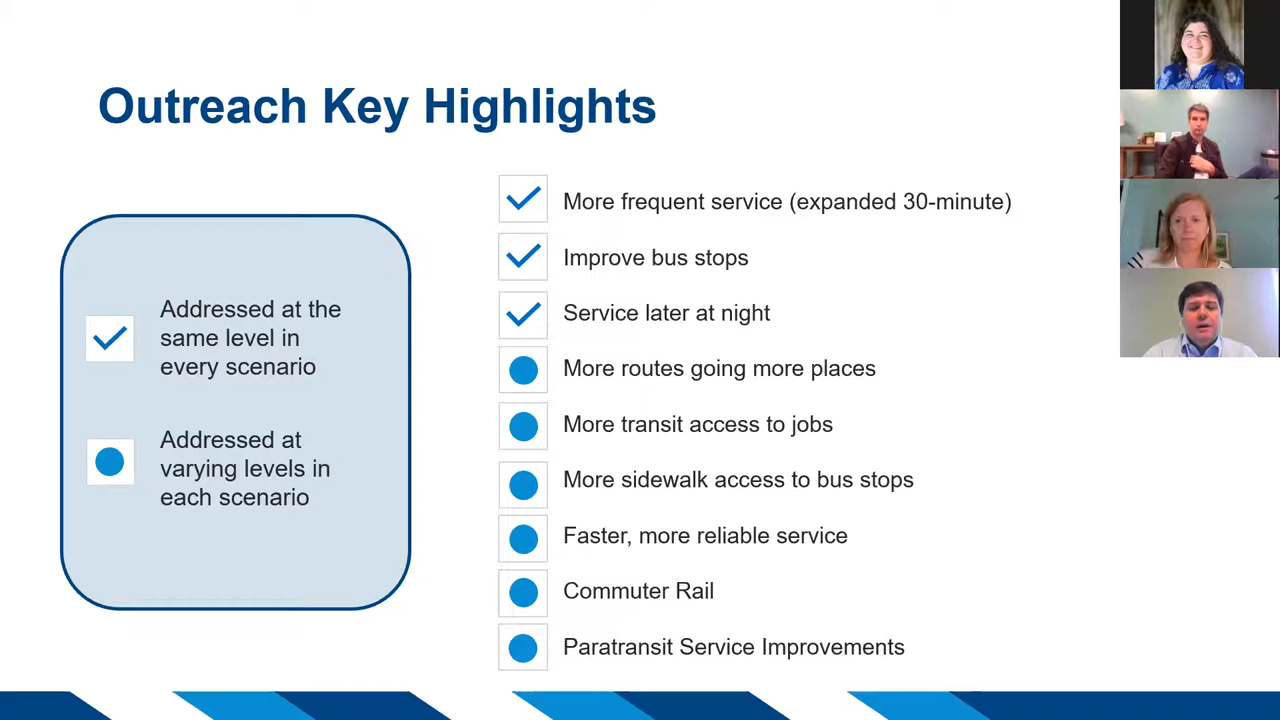 Outreach Key Highlights
Addressed at the
same level in
every scenario
Addressed at
varying levels in
each scenario
More frequent service (expanded 30-minute)
Improve bus stops
Service later at night
More routes going more places
More transit access to jobs
More sidewalk access to bus stops
Faster, more reliable service
Commuter Rail
Paratransit Service Improvements